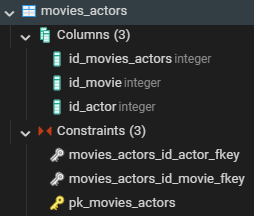 movies_actors
Columns (3)
id_movies_actors integer
id_movie integer
id_actor integer
Constraints (3)
movies_actors_id_actor_fkey
movies_actors_id_movie_fkey
pk_movies_actors